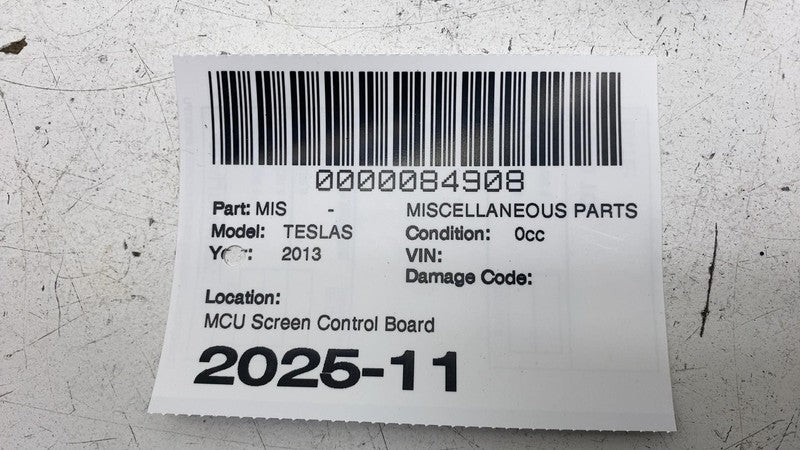 0000084908
Part: MIS - MISCELLANEOUS PARTS
Model: TESLAS Condition: 0cc
2013 VIN:
Damage Code:
Location:
MCU Screen Control Board
2025-11